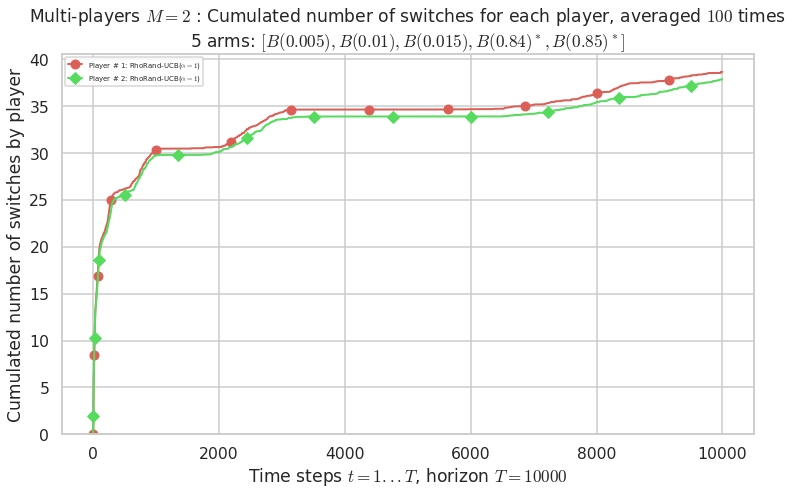 Multi-players M = 2 : Cumulated number of switches for each player, averaged 100 times
5 arms: [B(0.005), B(0.01), B(0.015), B(0.84)*, B(0.85)*]
Cumulated number of switches by player
40
35
30
25
20
15
10
5
0
Player # 1: RhoRand-UCB(α=1)
Player # 2: RhoRand-UCB(α=1)
0 2000 4000 6000 8000 10000
Time steps t = 1...T, horizon T = 10000